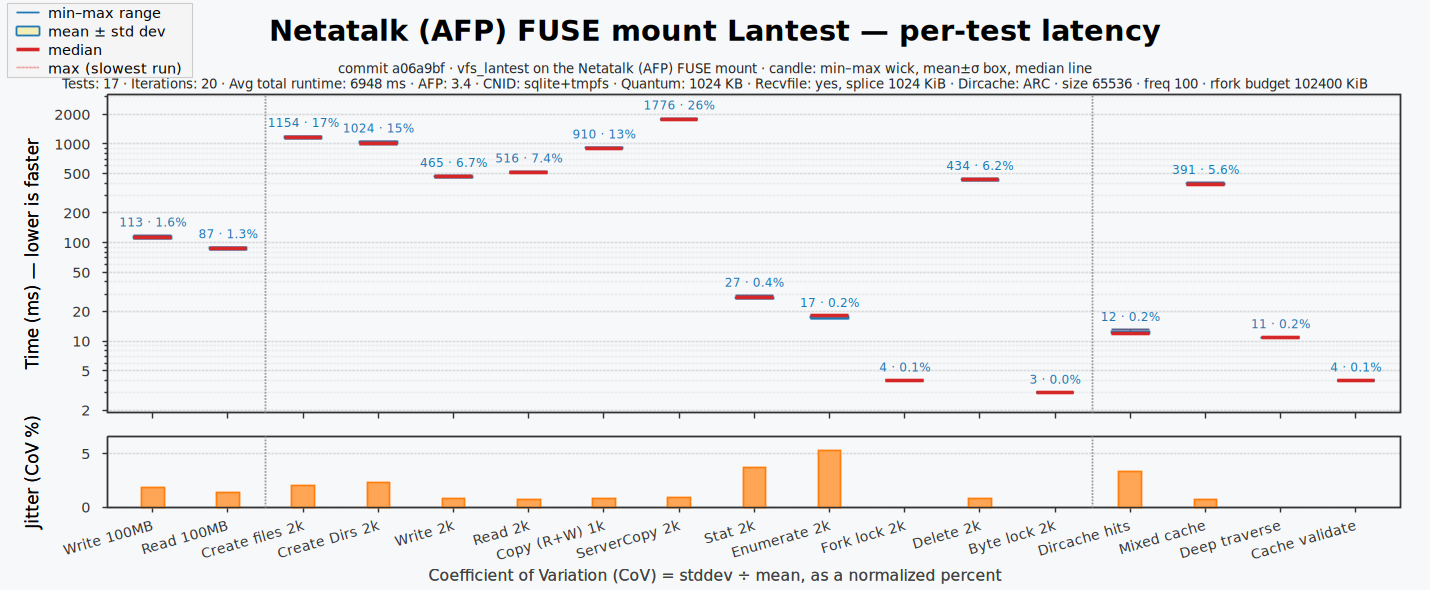 min–max range
mean ± std dev
median
max (slowest run)
Netatalk (AFP) FUSE mount Lantest — per-test latency
commit a06a9bf · vfs_lantest on the Netatalk (AFP) FUSE mount · candle: min–max wick, mean±σ box, median line
Tests: 17 · Iterations: 20 · Avg total runtime: 6948 ms · AFP: 3.4 · CNID: sqlite+tmpfs · Quantum: 1024 KB · Recvfile: yes, splice 1024 KiB · Dircache: ARC · size 65536 · freq 100 · rfork budget 102400 KiB
Time (ms) — lower is faster
2000
1000
500
200
100
50
20
10
5
2
113 · 1.6%
87 · 1.3%
1154 · 17%
1024 · 15%
465 · 6.7%
516 · 7.4%
910 · 13%
1776 · 26%
27 · 0.4%
17 · 0.2%
4 · 0.1%
434 · 6.2%
3 · 0.0%
12 · 0.2%
391 · 5.6%
11 · 0.2%
4 · 0.1%
Jitter (CoV %)
5
0
Write 100MB
Read 100MB
Create files 2k
Create Dirs 2k
Write 2k
Read 2k
Copy (R+W) 1k
ServerCopy 2k
Stat 2k
Enumerate 2k
Fork lock 2k
Delete 2k
Byte lock 2k
Dircache hits
Mixed cache
Deep traverse
Cache validate
Coefficient of Variation (CoV) = stddev ÷ mean, as a normalized percent